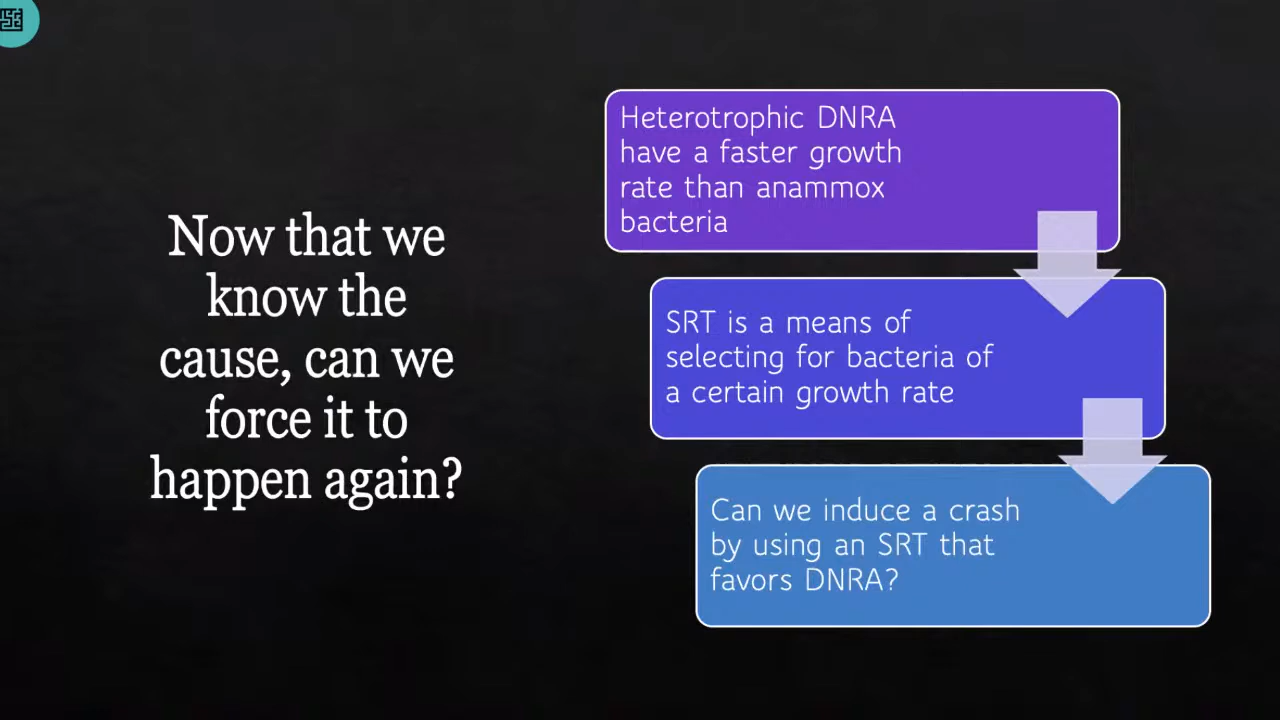 Now that we
know the
cause, can we
force it to
happen again?
Heterotrophic DNRA
have a faster growth
rate than anammox
bacteria
SRT is a means of
selecting for bacteria of
a certain growth rate
Can we induce a crash
by using an SRT that
favors DNRA?